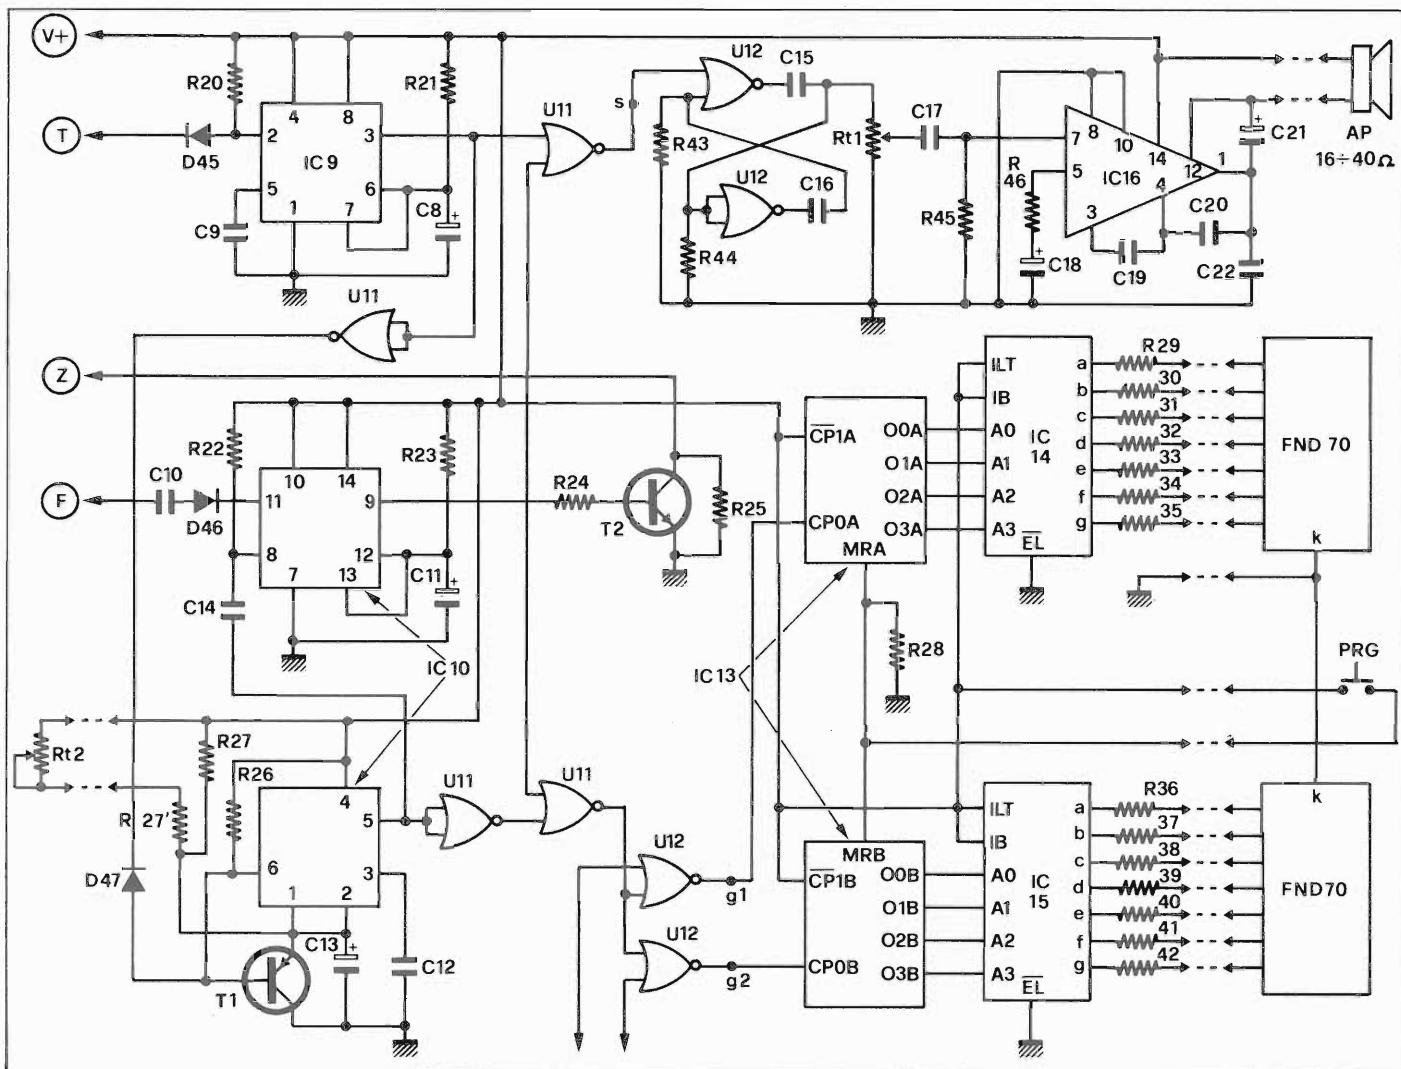 V+
T
Z
F
R20
D45
2
4
8
3
5
6
1
7
IC 9
R21
C8
+
C9
U11
U11
s
U12
C15
R43
U12
C16
R44
Rt1
C17
R45
R
46
C18
+
7
5
8
10
14
12
1
4
3
IC16
C19
C20
C21
+
C22
AP
16÷40Ω
R22
C10
D46
10
14
11
9
8
12
7
13
R23
C11
+
C14
IC10
R24
T2
R25
Rt2
R27
R26
R 27'
D47
4
5
6
3
1
2
C13
+
C12
T1
U11
U11
U12
g1
U12
g2
CP1A
O0A
O1A
O2A
CP0A
O3A
MRA
IC13
R28
MRB
CP1B
O0B
O1B
O2B
CP0B
O3B
ILT
IB
A0
A1
A2
A3
EL
IC
14
a
b
c
d
e
f
g
R29
30
31
32
33
34
35
FND 70
k
PRG
ILT
IB
A0
A1
A2
A3
EL
IC
15
a
b
c
d
e
f
g
R36
37
38
39
40
41
42
k
FND70